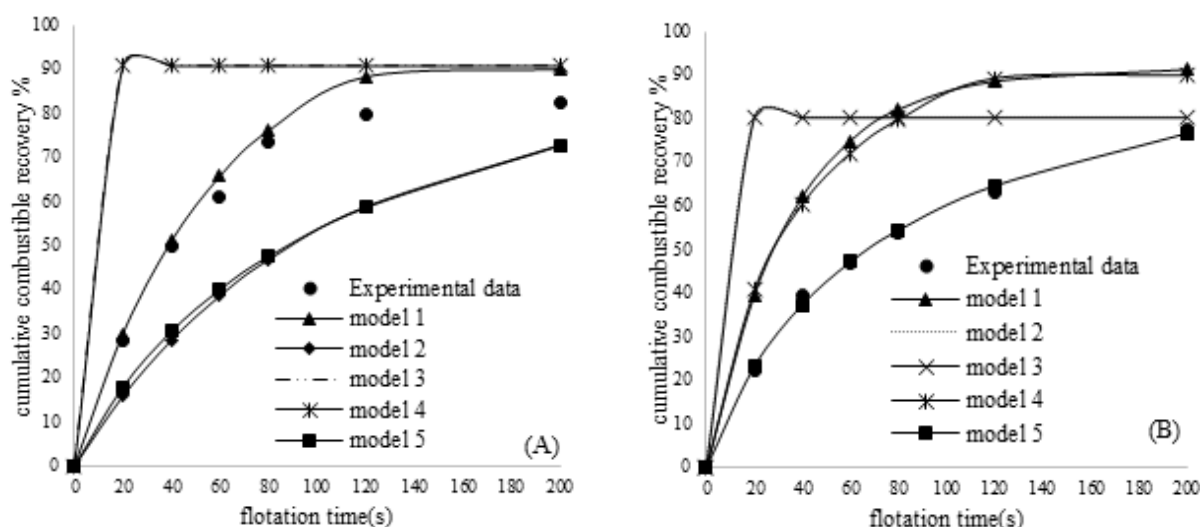 cumulative combustible recovery %
100
90
80
70
60
50
40
30
20
10
0
0 20 40 60 80 100 120 140 160 180 200
flotation time(s)
Experimental data
model 1
model 2
model 3
model 4
model 5
(A)
cumulative combustible recovery %
100
90
80
70
60
50
40
30
20
10
0
0 20 40 60 80 100 120 140 160 180 200
flotation time(s)
Experimental data
model 1
model 2
model 3
model 4
model 5
(B)